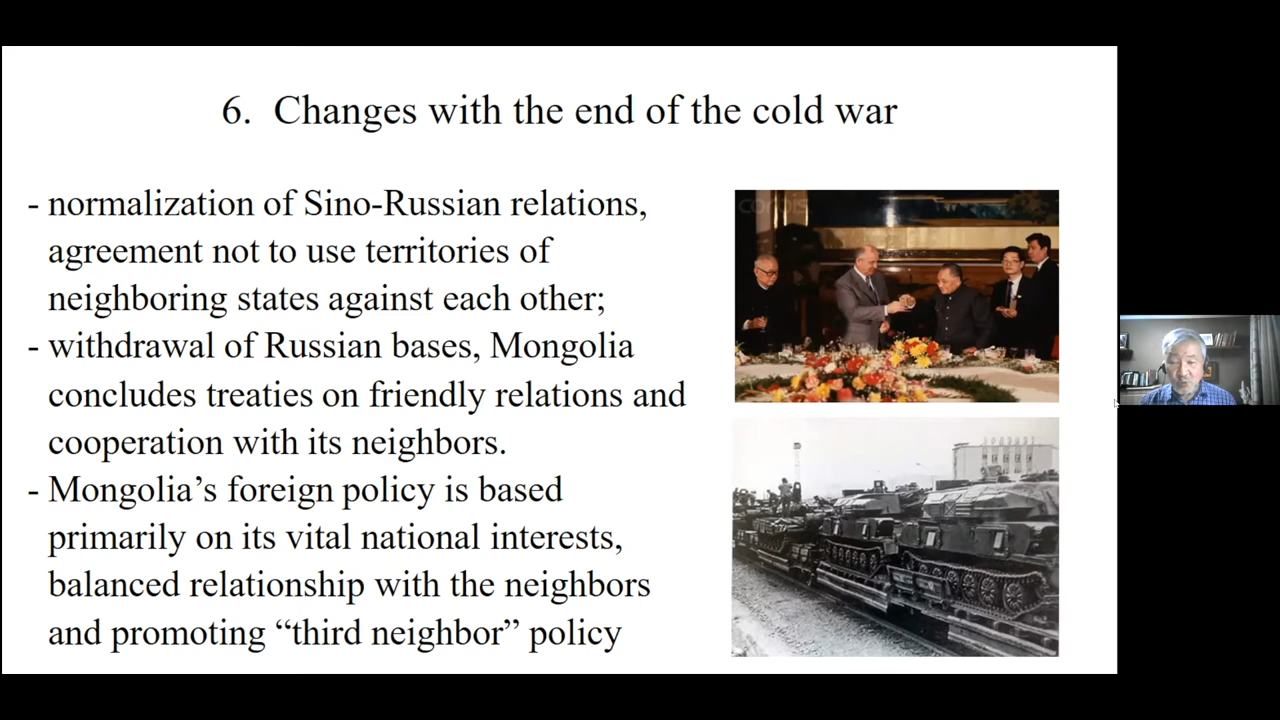 6. Changes with the end of the cold war
- normalization of Sino-Russian relations,
agreement not to use territories of
neighboring states against each other;
- withdrawal of Russian bases, Mongolia
concludes treaties on friendly relations and
cooperation with its neighbors.
- Mongolia’s foreign policy is based
primarily on its vital national interests,
balanced relationship with the neighbors
and promoting “third neighbor” policy
corbis